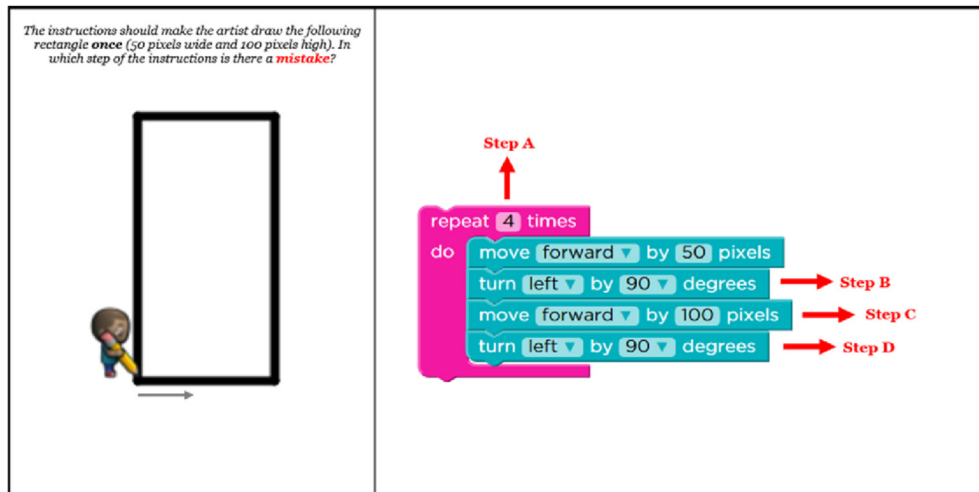 The instructions should make the artist draw the following
rectangle once (50 pixels wide and 100 pixels high). In
which step of the instructions is there a mistake?
Step A
repeat 4 times
do move forward by 50 pixels
turn left by 90 degrees
Step B
move forward by 100 pixels
Step C
turn left by 90 degrees
Step D